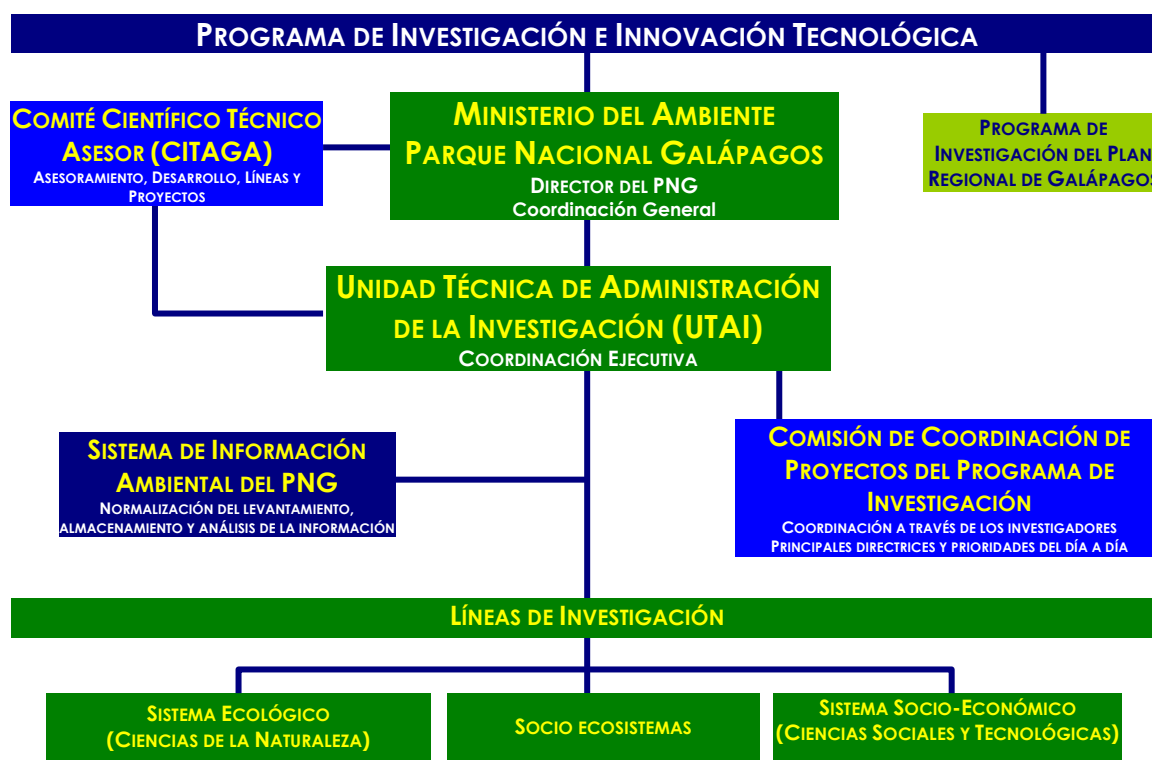 PROGRAMA DE INVESTIGACIÓN E INNOVACIÓN TECNOLÓGICA
COMITÉ CIENTÍFICO TÉCNICO
ASESOR (CITAGA)
ASESORAMIENTO, DESARROLLO, LÍNEAS Y
PROYECTOS
MINISTERIO DEL AMBIENTE
PARQUE NACIONAL GALÁPAGOS
DIRECTOR DEL PNG
Coordinación General
PROGRAMA DE
INVESTIGACIÓN DEL PLAN
REGIONAL DE GALÁPAGOS
UNIDAD TÉCNICA DE ADMINISTRACIÓN
DE LA INVESTIGACIÓN (UTAI)
COORDINACIÓN EJECUTIVA
SISTEMA DE INFORMACIÓN
AMBIENTAL DEL PNG
NORMALIZACIÓN DEL LEVANTAMIENTO,
ALMACENAMIENTO Y ANÁLISIS DE LA INFORMACIÓN
COMISIÓN DE COORDINACIÓN DE
PROYECTOS DEL PROGRAMA DE
INVESTIGACIÓN
COORDINACIÓN A TRAVÉS DE LOS INVESTIGADORES
PRINCIPALES DIRECTRICES Y PRIORIDADES DEL DÍA A DÍA
LÍNEAS DE INVESTIGACIÓN
SISTEMA ECOLÓGICO
(CIENCIAS DE LA NATURALEZA)
SOCIO ECOSISTEMAS
SISTEMA SOCIO-ECONÓMICO
(CIENCIAS SOCIALES Y TECNOLÓGICAS)